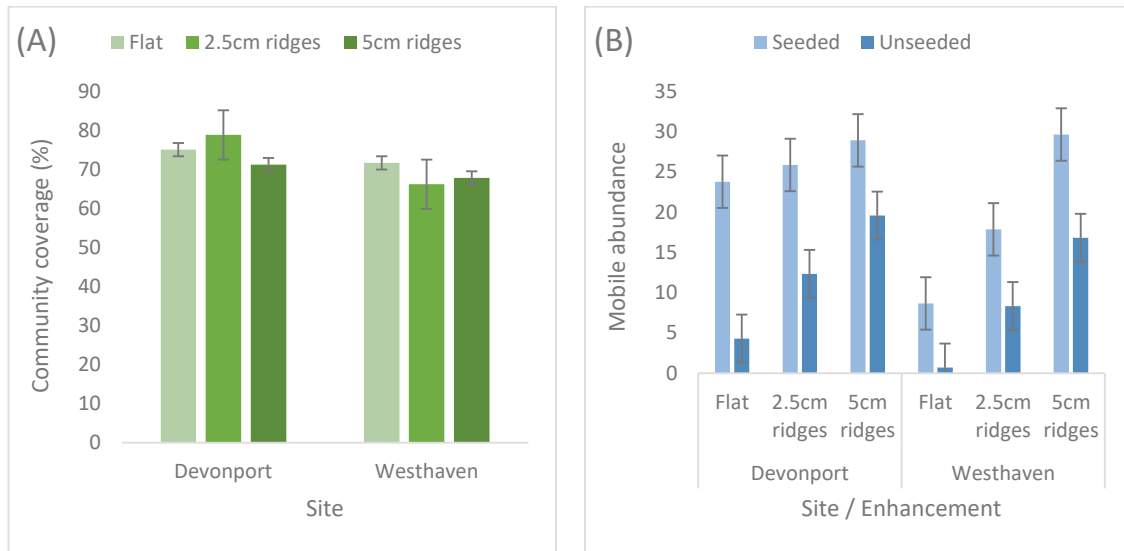 (A)
Flat 2.5cm ridges 5cm ridges
Community coverage (%)
90
80
70
60
50
40
30
20
10
0
Devonport Westhaven
Site
(B)
Seeded Unseeded
Mobile abundance
35
30
25
20
15
10
5
0
Flat 2.5cm ridges 5cm ridges Flat 2.5cm ridges 5cm ridges
Devonport Westhaven
Site / Enhancement